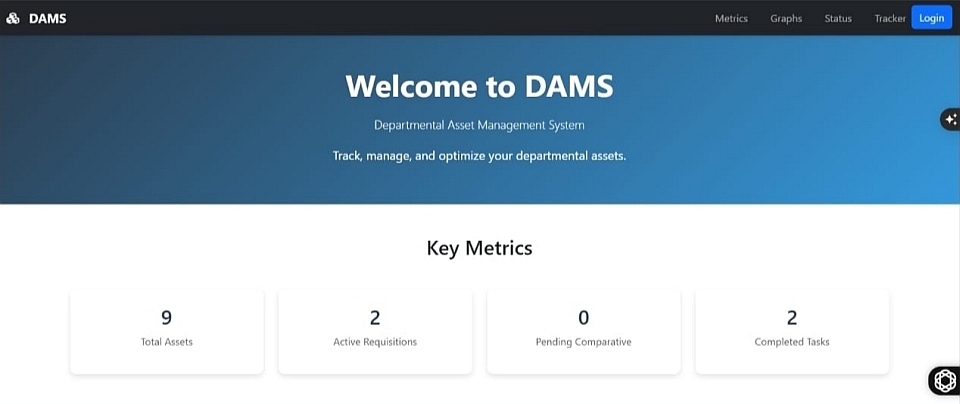 DAMS
Metrics Graphs Status Tracker Login
Welcome to DAMS
Departmental Asset Management System
Track, manage, and optimize your departmental assets.
Key Metrics
9
Total Assets
2
Active Requisitions
0
Pending Comparative
2
Completed Tasks